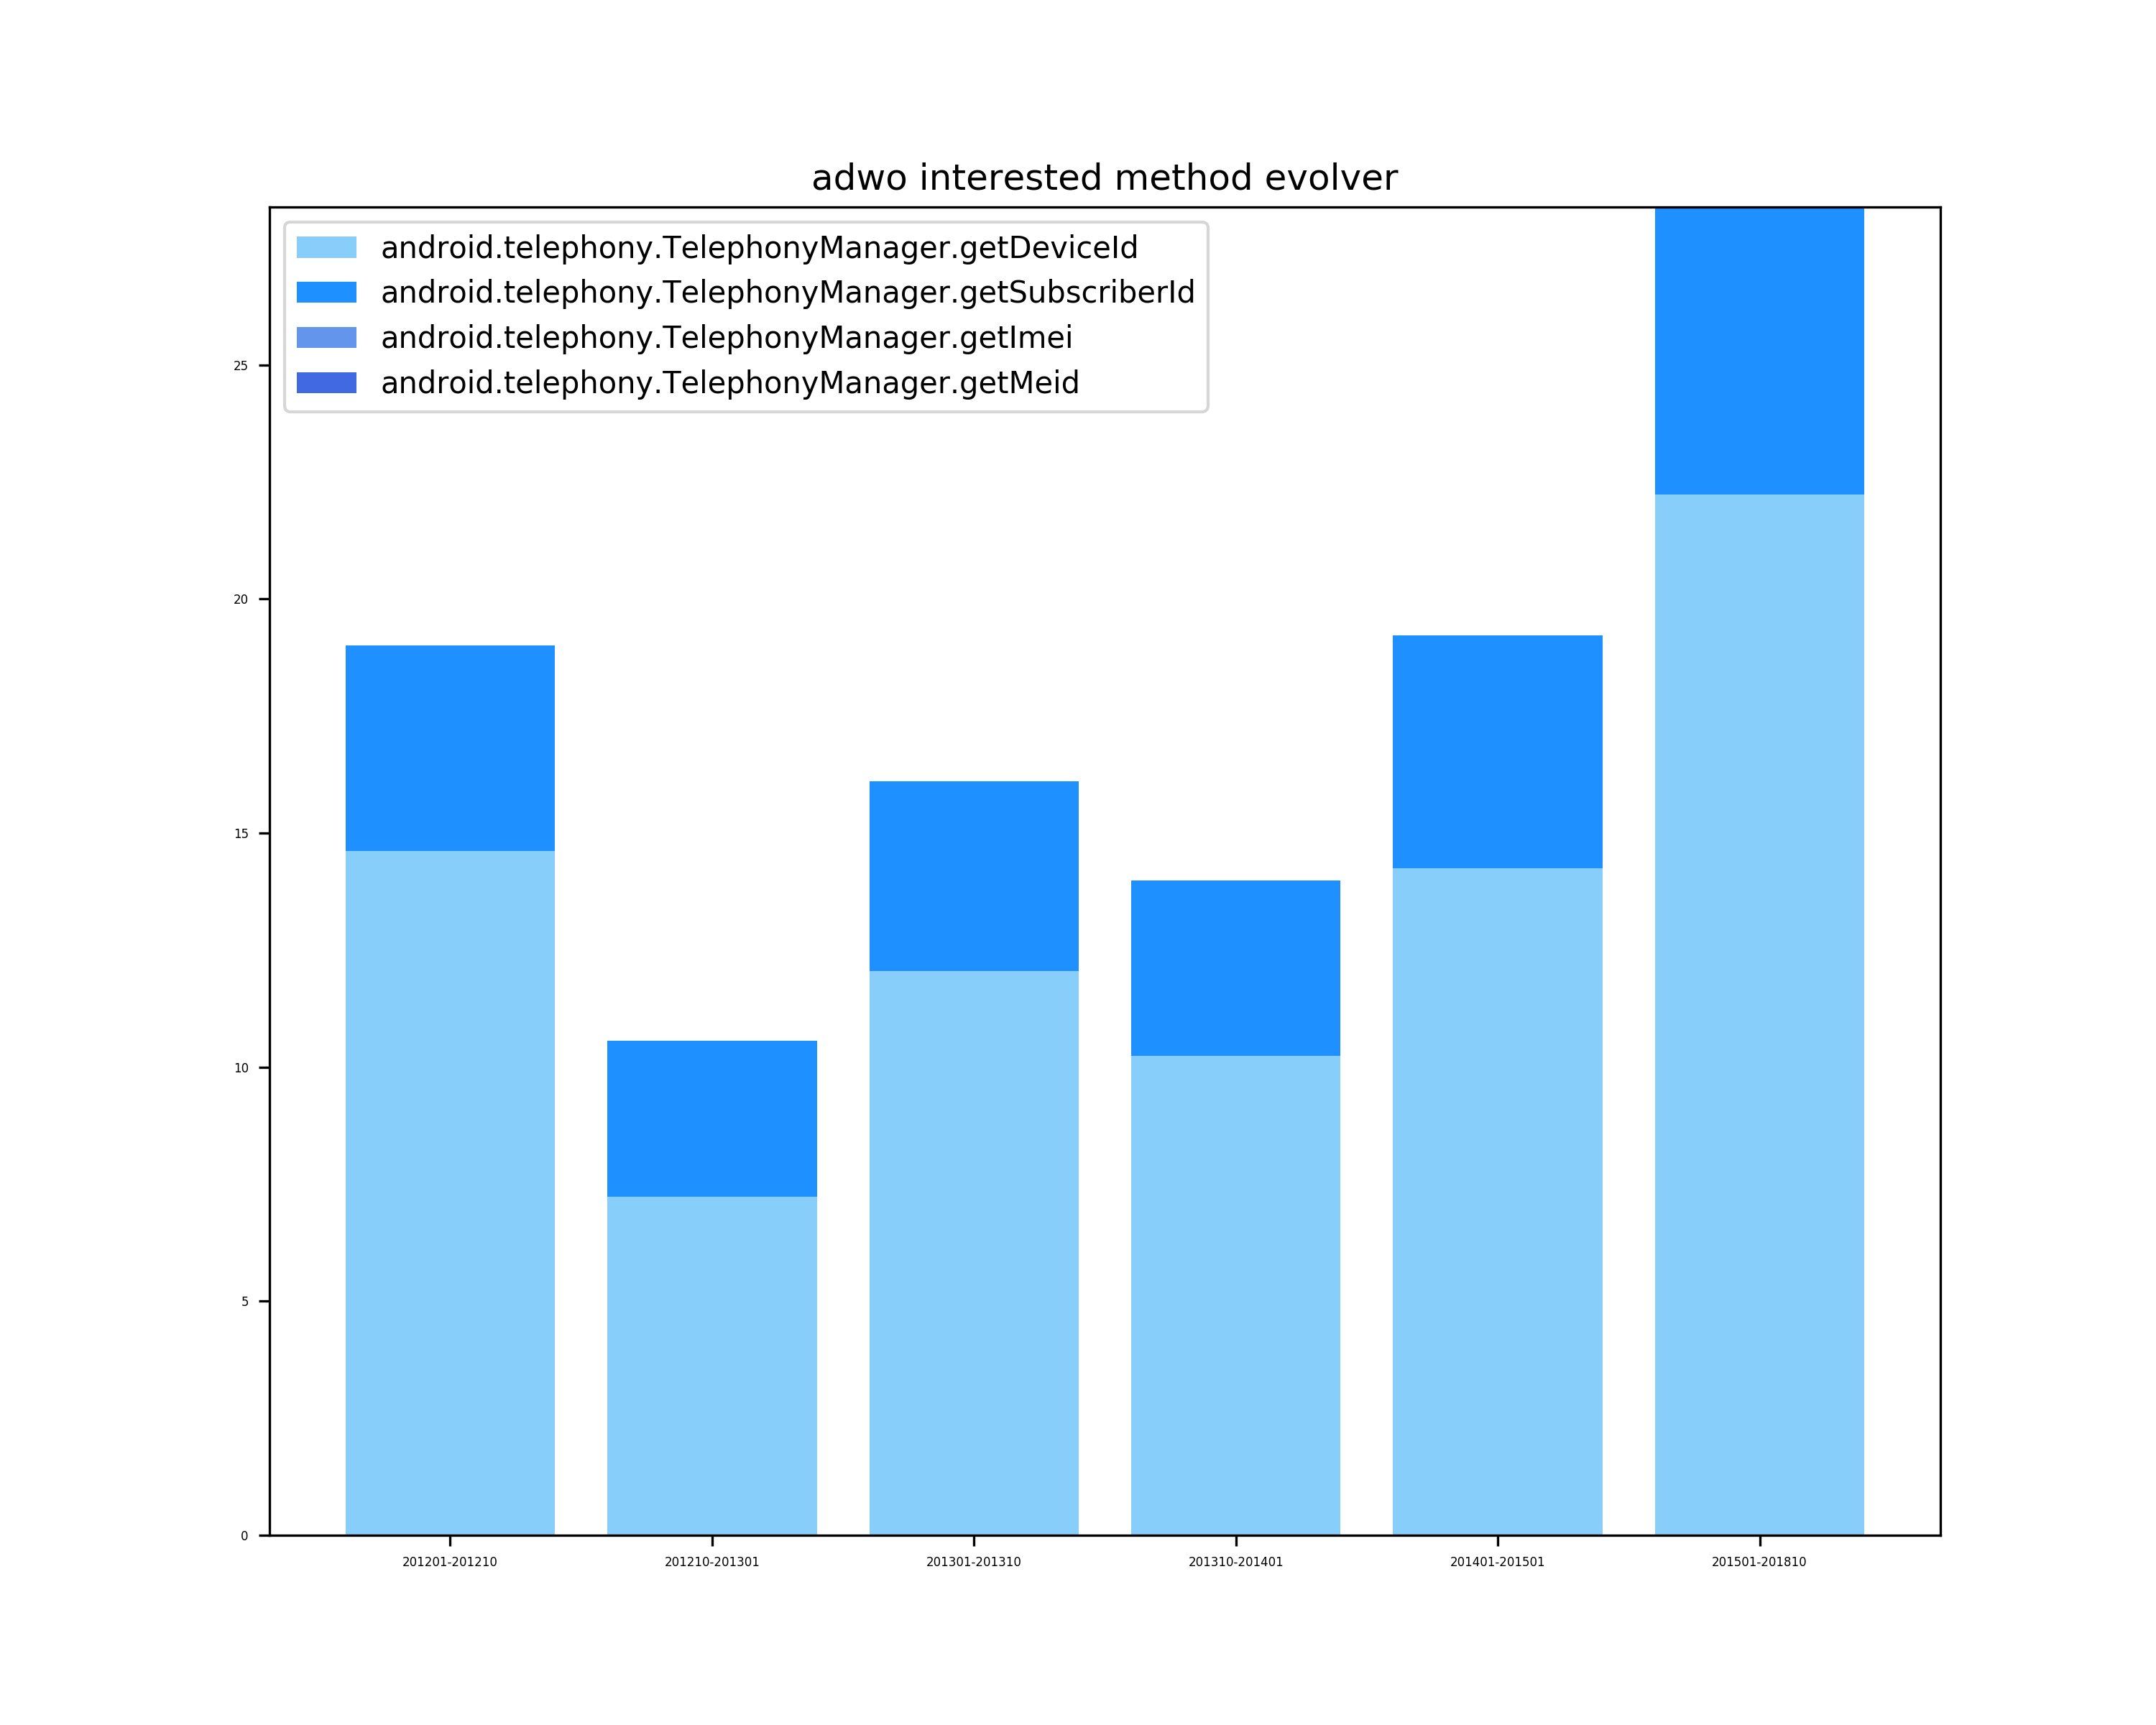 adwo interested method evolver
android.telephony.TelephonyManager.getDeviceId
android.telephony.TelephonyManager.getSubscriberId
android.telephony.TelephonyManager.getImei
android.telephony.TelephonyManager.getMeid
25
20
15
10
5
0
201201-201210 201210-201301 201301-201310 201310-201401 201401-201501 201501-201810